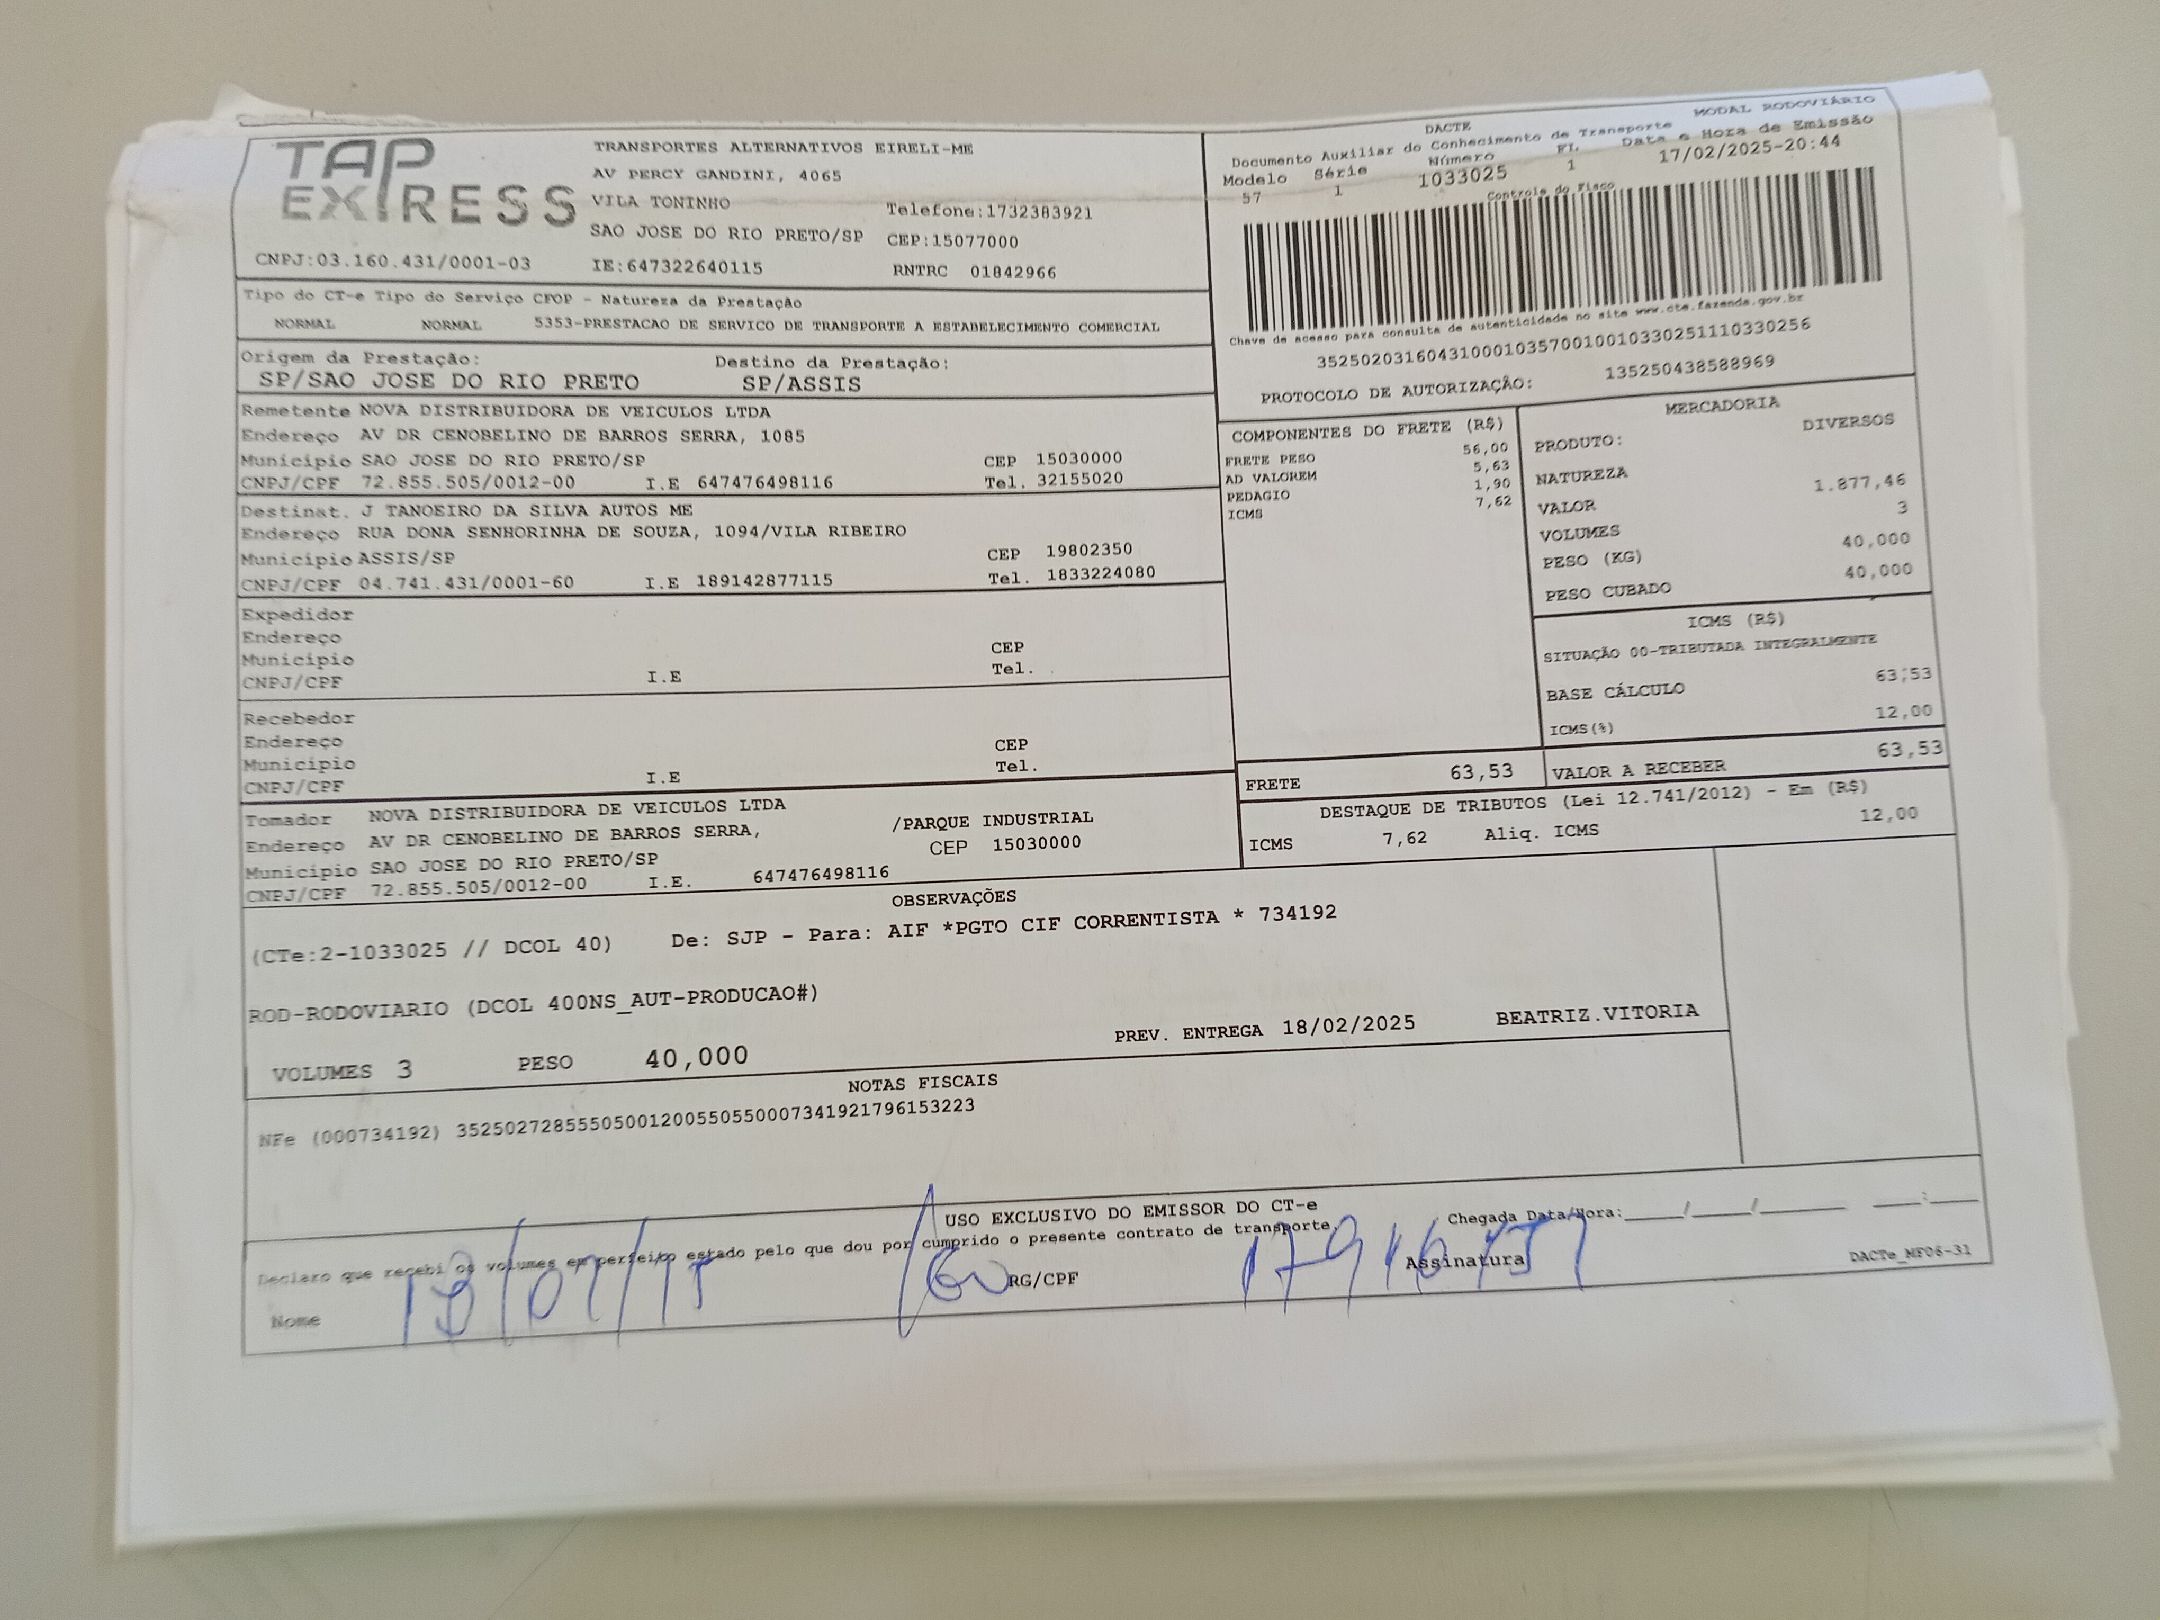 TAP EXPRESS
TRANSPORTES ALTERNATIVOS EIRELI-ME
AV PERCY GANDINI, 4065
VILA TONINHO Telefone:1732383921
SAO JOSE DO RIO PRETO/SP CEP:15077000
CNPJ:03.160.431/0001-03 IE:647322640115 RNTRC 01842966
DACTE MODAL RODOVIÁRIO
Documento Auxiliar do Conhecimento de Transporte
Modelo Série Número FL Data e Hora de Emissão
57 1 1033025 1 17/02/2025-20:44
Controle do Fisco
Chave de acesso para consulta de autenticidade no site www.cte.fazenda.gov.br
35250203160431000103570010010330251110330256
PROTOCOLO DE AUTORIZAÇÃO: 135250438588969
Tipo do CT-e Tipo do Serviço CFOP - Natureza da Prestação
NORMAL NORMAL 5353-PRESTACAO DE SERVICO DE TRANSPORTE A ESTABELECIMENTO COMERCIAL
Origem da Prestação: Destino da Prestação:
SP/SAO JOSE DO RIO PRETO SP/ASSIS
Remetente NOVA DISTRIBUIDORA DE VEICULOS LTDA
Endereço AV DR CENOBELINO DE BARROS SERRA, 1085
Município SAO JOSE DO RIO PRETO/SP CEP 15030000
CNPJ/CPF 72.855.505/0012-00 I.E 647476498116 Tel. 32155020
Destinat. J TANOEIRO DA SILVA AUTOS ME
Endereço RUA DONA SENHORINHA DE SOUZA, 1094/VILA RIBEIRO
Município ASSIS/SP CEP 19802350
CNPJ/CPF 04.741.431/0001-60 I.E 189142877115 Tel. 1833224080
Expedidor
Endereço
Município CEP
CNPJ/CPF I.E Tel.
Recebedor
Endereço
Município CEP
CNPJ/CPF I.E Tel.
Tomador NOVA DISTRIBUIDORA DE VEICULOS LTDA
Endereço AV DR CENOBELINO DE BARROS SERRA, /PARQUE INDUSTRIAL
Município SAO JOSE DO RIO PRETO/SP CEP 15030000
CNPJ/CPF 72.855.505/0012-00 I.E. 647476498116
COMPONENTES DO FRETE (R$)
FRETE PESO 56,00
AD VALOREM 5,63
PEDAGIO 1,90
ICMS 7,62
MERCADORIA
PRODUTO: DIVERSOS
NATUREZA
VALOR 1.877,46
VOLUMES 3
PESO (KG) 40,000
PESO CUBADO 40,000
ICMS (R$)
SITUAÇÃO 00-TRIBUTADA INTEGRALMENTE
BASE CÁLCULO 63,53
ICMS(%) 12,00
FRETE 63,53 VALOR A RECEBER 63,53
DESTAQUE DE TRIBUTOS (Lei 12.741/2012) - Em (R$)
ICMS 7,62 Aliq. ICMS 12,00
OBSERVAÇÕES
(CTe:2-1033025 // DCOL 40) De: SJP - Para: AIF *PGTO CIF CORRENTISTA * 734192
ROD-RODOVIARIO (DCOL 400NS_AUT-PRODUCAO#)
PREV. ENTREGA 18/02/2025 BEATRIZ.VITORIA
VOLUMES 3 PESO 40,000
NOTAS FISCAIS
NFe (000734192) 35250272855505001200550550007341921796153223
USO EXCLUSIVO DO EMISSOR DO CT-e
Declaro que recebi os volumes em perfeito estado pelo que dou por cumprido o presente contrato de transporte. Chegada Data/Hora:____/____/____ ___:___
Nome RG/CPF Assinatura DACTe_MF06-31